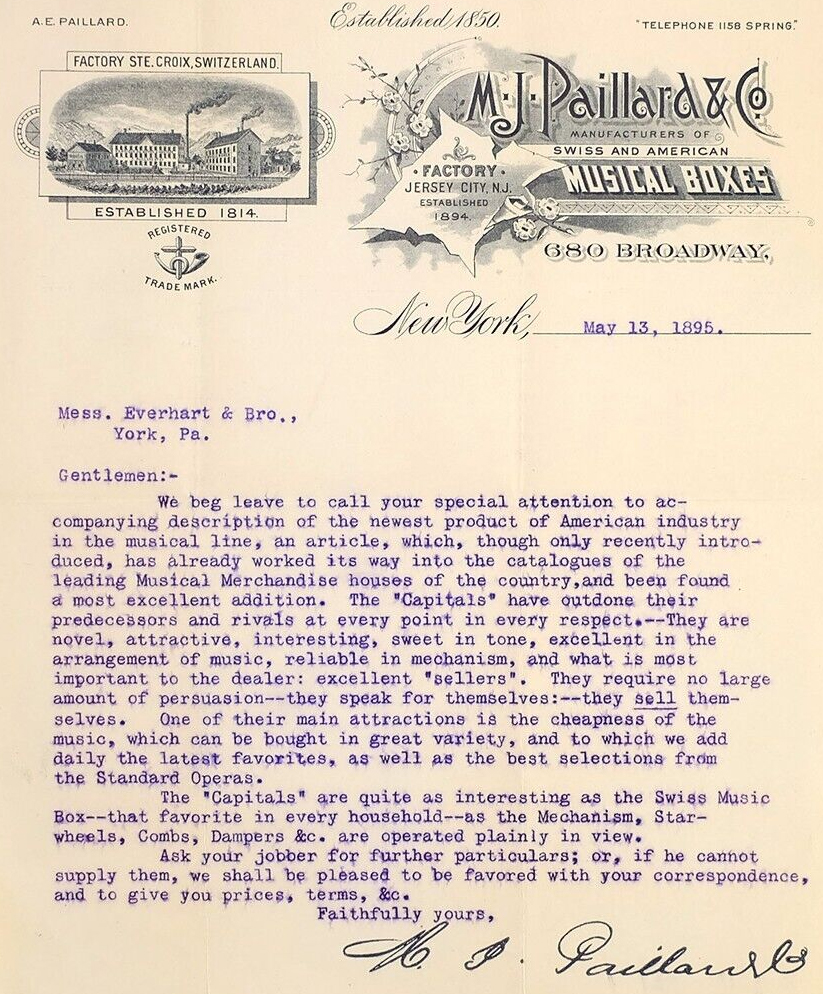 A.E. PAILLARD.
Established 1850.
"TELEPHONE 1158 SPRING."
FACTORY STE. CROIX, SWITZERLAND.
ESTABLISHED 1814.
REGISTERED
TRADE MARK.
M.J. Paillard & Co
MANUFACTURERS OF
SWISS AND AMERICAN
MUSICAL BOXES
· FACTORY ·
JERSEY CITY, N.J.
ESTABLISHED
1894.
680 BROADWAY,
New York, May 13, 1895.
Mess. Everhart & Bro.,
York, Pa.
Gentlemen:-
We beg leave to call your special attention to ac-
companying description of the newest product of American industry
in the musical line, an article, which, though only recently intro-
duced, has already worked its way into the catalogues of the
leading Musical Merchandise houses of the country,and been found
a most excellent addition. The "Capitals" have outdone their
predecessors and rivals at every point in every respect.--They are
novel, attractive, interesting, sweet in tone, excellent in the
arrangement of music, reliable in mechanism, and what is most
important to the dealer: excellent "sellers". They require no large
amount of persuasion--they speak for themselves:--they sell them-
selves. One of their main attractions is the cheapness of the
music, which can be bought in great variety, and to which we add
daily the latest favorites, as well as the best selections from
the Standard Operas.
The "Capitals" are quite as interesting as the Swiss Music
Box--that favorite in every household--as the Mechanism, Star-
wheels, Combs, Dampers &c. are operated plainly in view.
Ask your jobber for further particulars; or, if he cannot
supply them, we shall be pleased to be favored with your correspondence,
and to give you prices, terms, &c.
Faithfully yours,
M. J. Paillard & Co